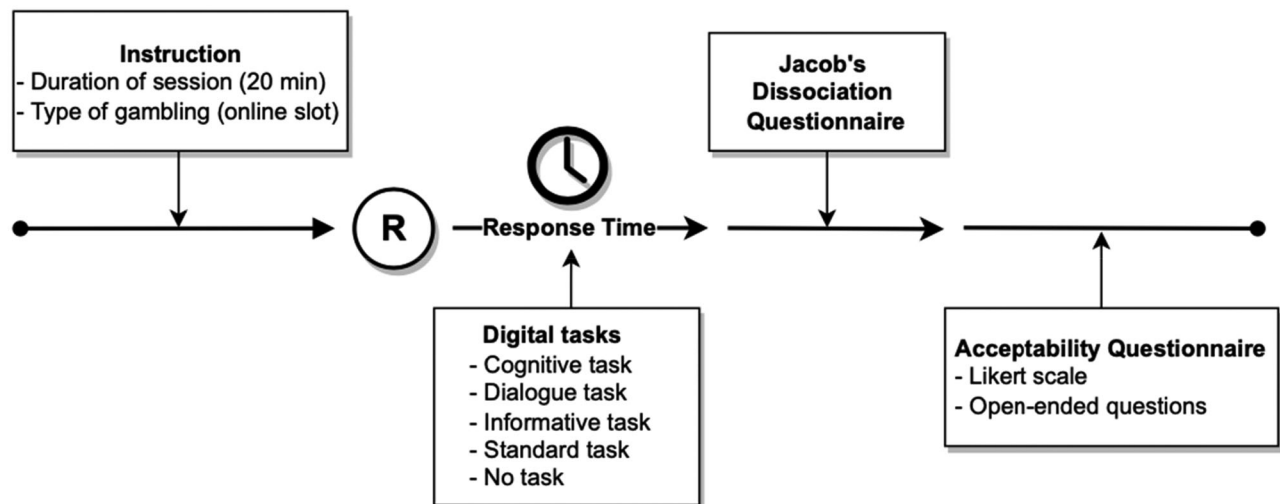 Instruction
- Duration of session (20 min)
- Type of gambling (online slot)
R
Response Time
Digital tasks
- Cognitive task
- Dialogue task
- Informative task
- Standard task
- No task
Jacob's
Dissociation
Questionnaire
Acceptability Questionnaire
- Likert scale
- Open-ended questions